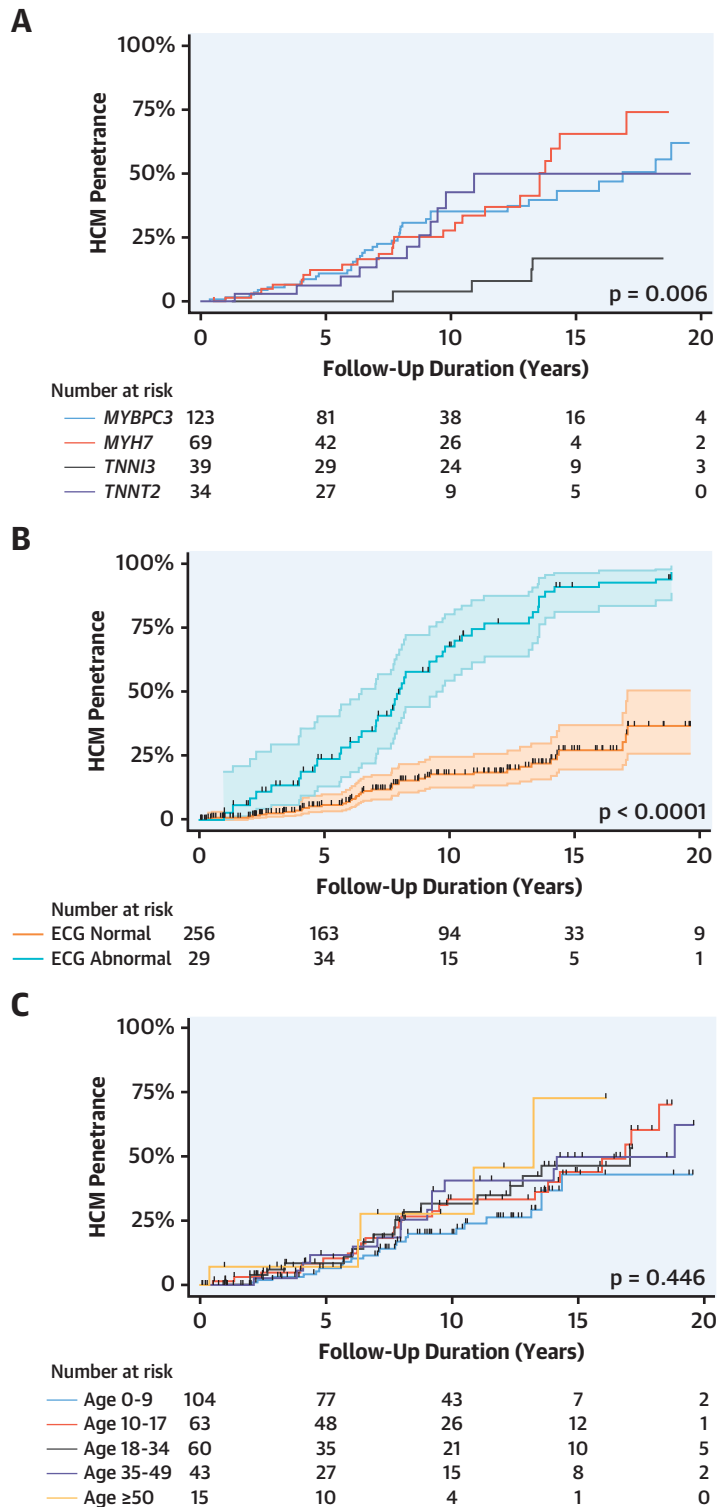 A
100%
75%
50%
25%
0
HCM Penetrance
p = 0.006
0 5 10 15 20
Follow-Up Duration (Years)
Number at risk
MYBPC3 123 81 38 16 4
MYH7 69 42 26 4 2
TNNI3 39 29 24 9 3
TNNT2 34 27 9 5 0
B
100%
75%
50%
25%
0
HCM Penetrance
p < 0.0001
0 5 10 15 20
Follow-Up Duration (Years)
Number at risk
ECG Normal 256 163 94 33 9
ECG Abnormal 29 34 15 5 1
C
100%
75%
50%
25%
0
HCM Penetrance
p = 0.446
0 5 10 15 20
Follow-Up Duration (Years)
Number at risk
Age 0-9 104 77 43 7 2
Age 10-17 63 48 26 12 1
Age 18-34 60 35 21 10 5
Age 35-49 43 27 15 8 2
Age ≥50 15 10 4 1 0